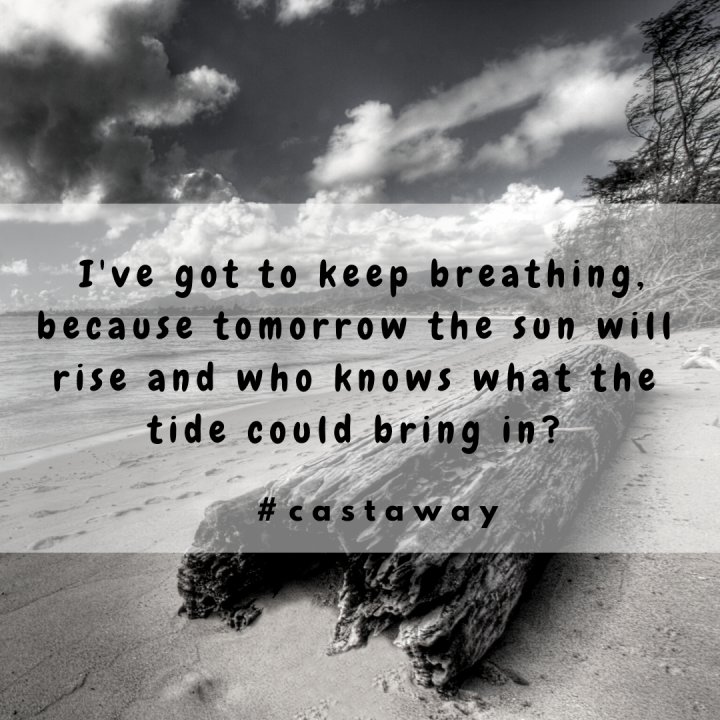 I've got to keep breathing,
because tomorrow the sun will
rise and who knows what the
tide could bring in?
#castaway